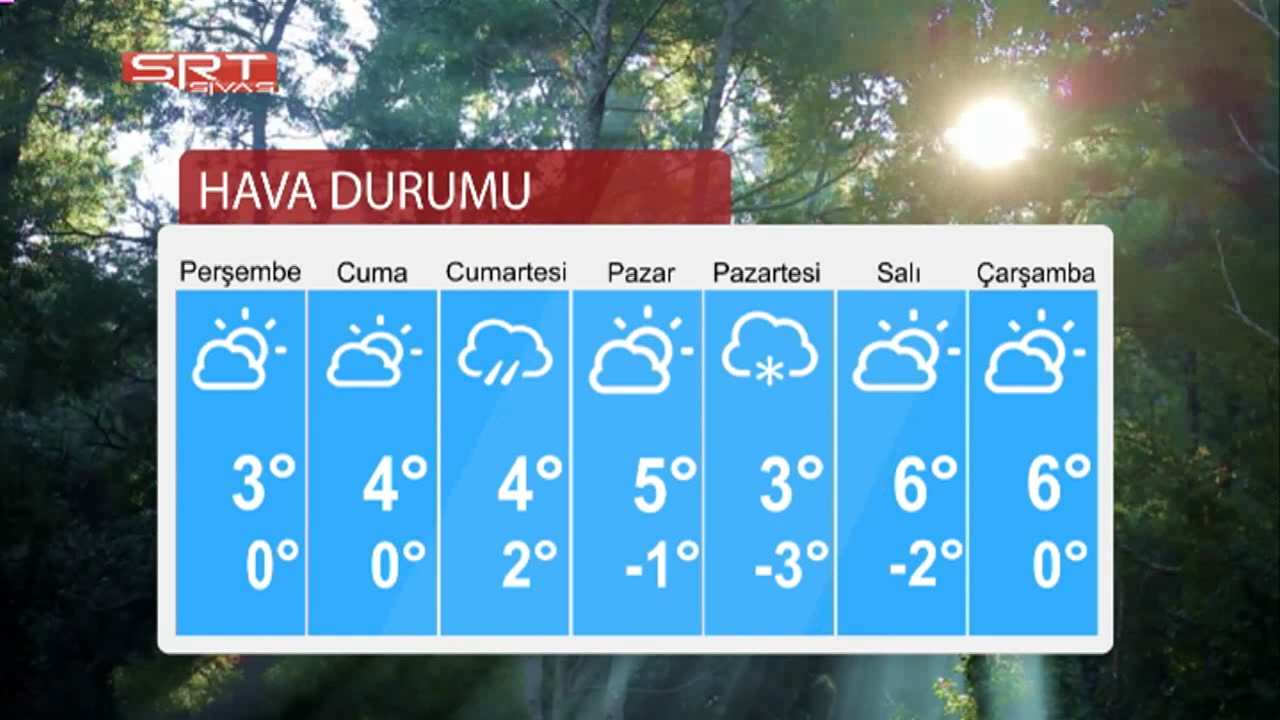 SRT
SİVAS
HAVA DURUMU
Perşembe Cuma Cumartesi Pazar Pazartesi Salı Çarşamba
3° 4° 4° 5° 3° 6° 6°
0° 0° 2° -1° -3° -2° 0°